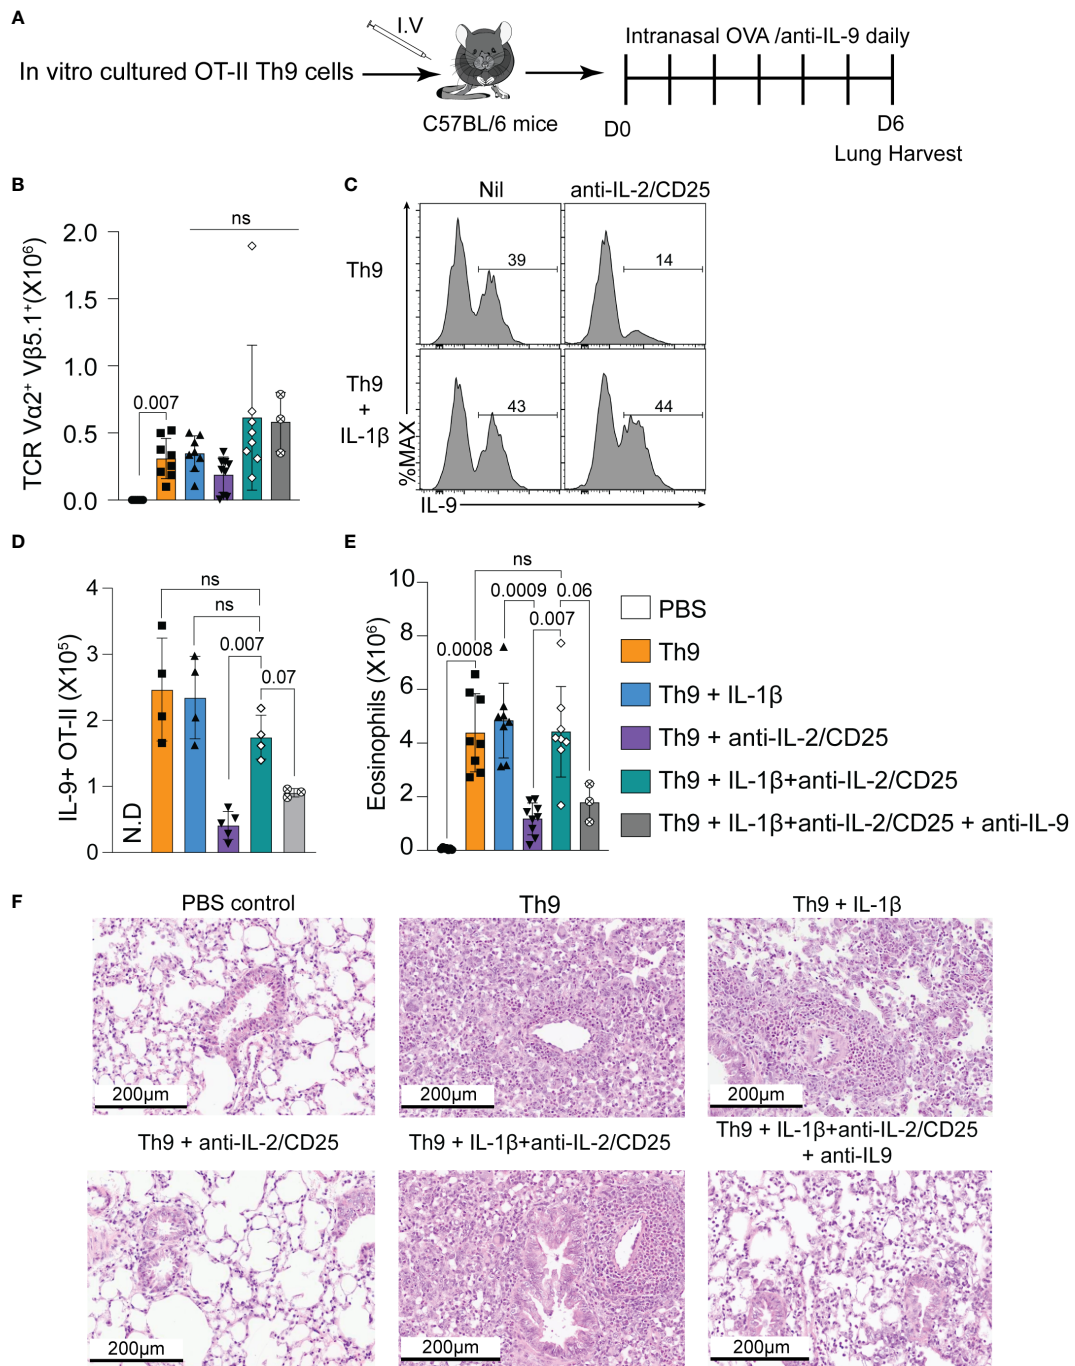 A
I.V
In vitro cultured OT-II Th9 cells
C57BL/6 mice
Intranasal OVA /anti-IL-9 daily
D0
D6
Lung Harvest
B
TCR Vα2⁺ Vβ5.1⁺(X10⁶)
2.0
1.5
1.0
0.5
0.0
0.007
ns
C
Nil
anti-IL-2/CD25
Th9
39
14
Th9
+
IL-1β
43
44
%MAX
IL-9
D
IL-9+ OT-II (X10⁵)
4
3
2
1
0
N.D
ns
ns
0.007
0.07
E
Eosinophils (X10⁶)
10
8
6
4
2
0
ns
0.0009
0.06
0.007
0.0008
PBS
Th9
Th9 + IL-1β
Th9 + anti-IL-2/CD25
Th9 + IL-1β+anti-IL-2/CD25
Th9 + IL-1β+anti-IL-2/CD25 + anti-IL-9
F
PBS control
Th9
Th9 + IL-1β
200µm
200µm
200µm
Th9 + anti-IL-2/CD25
Th9 + IL-1β+anti-IL-2/CD25
Th9 + IL-1β+anti-IL-2/CD25
+ anti-IL9
200µm
200µm
200µm